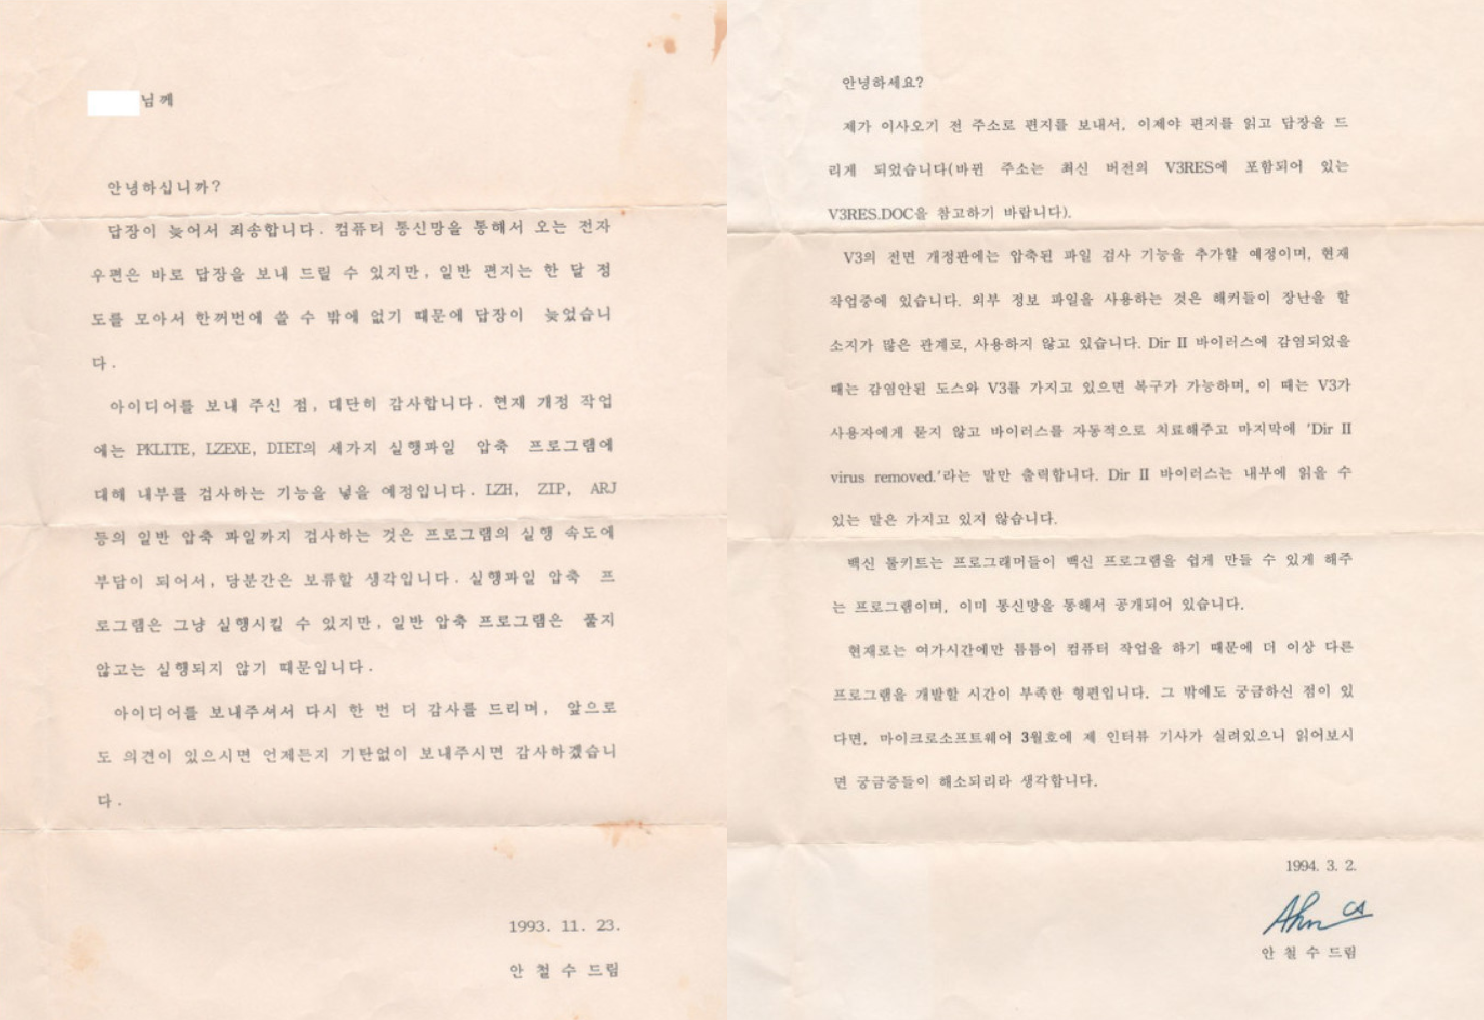 님께
안녕하십니까?
답장이 늦어서 죄송합니다. 컴퓨터 통신망을 통해서 오는 전자
우편은 바로 답장을 보내 드릴 수 있지만, 일반 편지는 한 달 정
도를 모아서 한꺼번에 쓸 수 밖에 없기 때문에 답장이 늦었습니
다.
아이디어를 보내 주신 점, 대단히 감사합니다. 현재 개정 작업
에는 PKLITE, LZEXE, DIET의 세가지 실행파일 압축 프로그램에
대해 내부를 검사하는 기능을 넣을 예정입니다. LZH, ZIP, ARJ
등의 일반 압축 파일까지 검사하는 것은 프로그램의 실행 속도에
부담이 되어서, 당분간은 보류할 생각입니다. 실행파일 압축 프
로그램은 그냥 실행시킬 수 있지만, 일반 압축 프로그램은 풀지
않고는 실행되지 않기 때문입니다.
아이디어를 보내주셔서 다시 한 번 더 감사를 드리며, 앞으로
도 의견이 있으시면 언제든지 기탄없이 보내주시면 감사하겠습니
다.
1993. 11. 23.
안 철 수 드림
안녕하세요?
제가 이사오기 전 주소로 편지를 보내서, 이제야 편지를 읽고 답장을 드
리게 되었습니다(바뀐 주소는 최신 버전의 V3RES에 포함되어 있는
V3RES.DOC을 참고하기 바랍니다).
V3의 전면 개정판에는 압축된 파일 검사 기능을 추가할 예정이며, 현재
작업중에 있습니다. 외부 정보 파일을 사용하는 것은 해커들이 장난을 할
소지가 많은 관계로, 사용하지 않고 있습니다. Dir II 바이러스에 감염되었을
때는 감염안된 도스와 V3를 가지고 있으면 복구가 가능하며, 이 때는 V3가
사용자에게 묻지 않고 바이러스를 자동적으로 치료해주고 마지막에 'Dir II
virus removed.'라는 말만 출력합니다. Dir II 바이러스는 내부에 읽을 수
있는 말은 가지고 있지 않습니다.
백신 툴키트는 프로그래머들이 백신 프로그램을 쉽게 만들 수 있게 해주
는 프로그램이며, 이미 통신망을 통해서 공개되어 있습니다.
현재로는 여가시간에만 틈틈이 컴퓨터 작업을 하기 때문에 더 이상 다른
프로그램을 개발할 시간이 부족한 형편입니다. 그 밖에도 궁금하신 점이 있
다면, 마이크로소프트웨어 3월호에 제 인터뷰 기사가 실려있으니 읽어보시
면 궁금중들이 해소되리라 생각합니다.
1994. 3. 2.
Ahn cs
안 철 수 드림